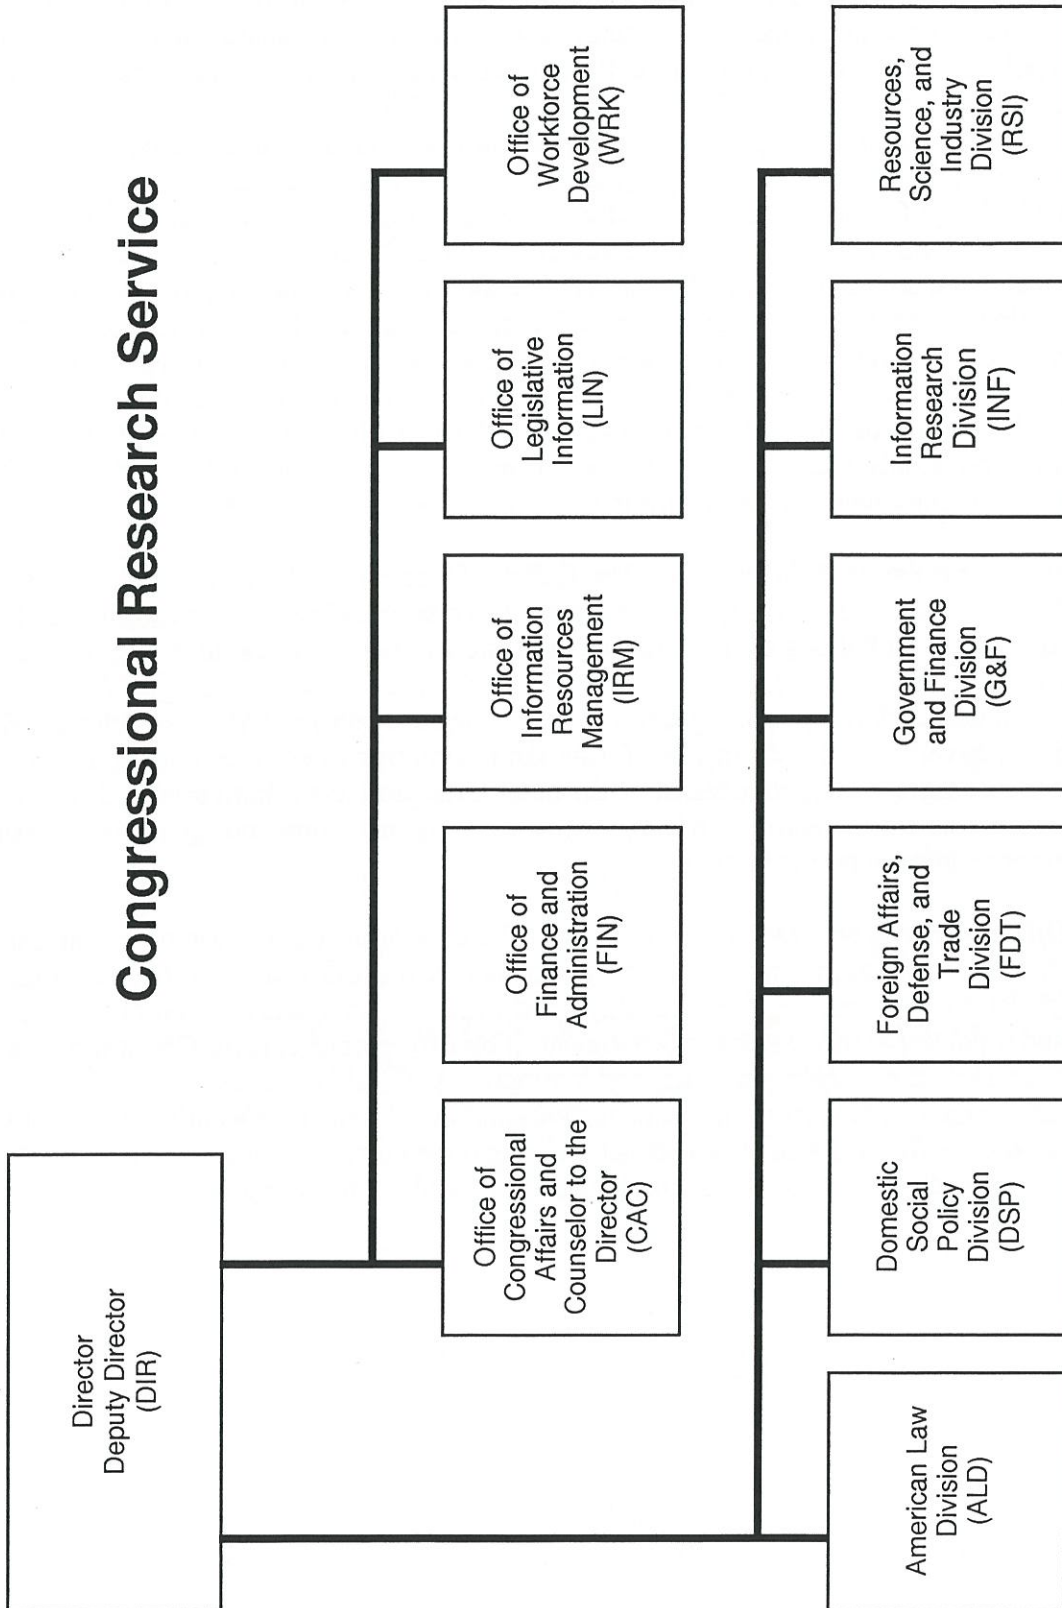 Congressional Research Service
Director
Deputy Director
(DIR)
Office of
Congressional
Affairs and
Counselor to the
Director
(CAC)
Office of
Finance and
Administration
(FIN)
Office of
Information
Resources
Management
(IRM)
Office of
Legislative
Information
(LIN)
Office of
Workforce
Development
(WRK)
American Law
Division
(ALD)
Domestic
Social
Policy
Division
(DSP)
Foreign Affairs,
Defense, and
Trade
Division
(FDT)
Government
and Finance
Division
(G&F)
Information
Research
Division
(INF)
Resources,
Science, and
Industry
Division
(RSI)